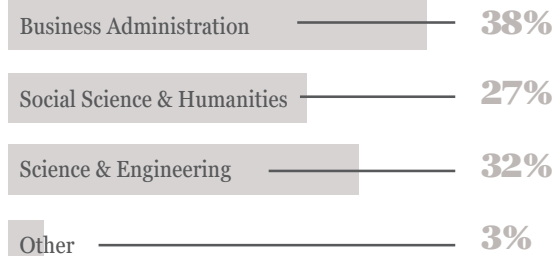 Business Administration 38%
Social Science & Humanities 27%
Science & Engineering 32%
Other 3%